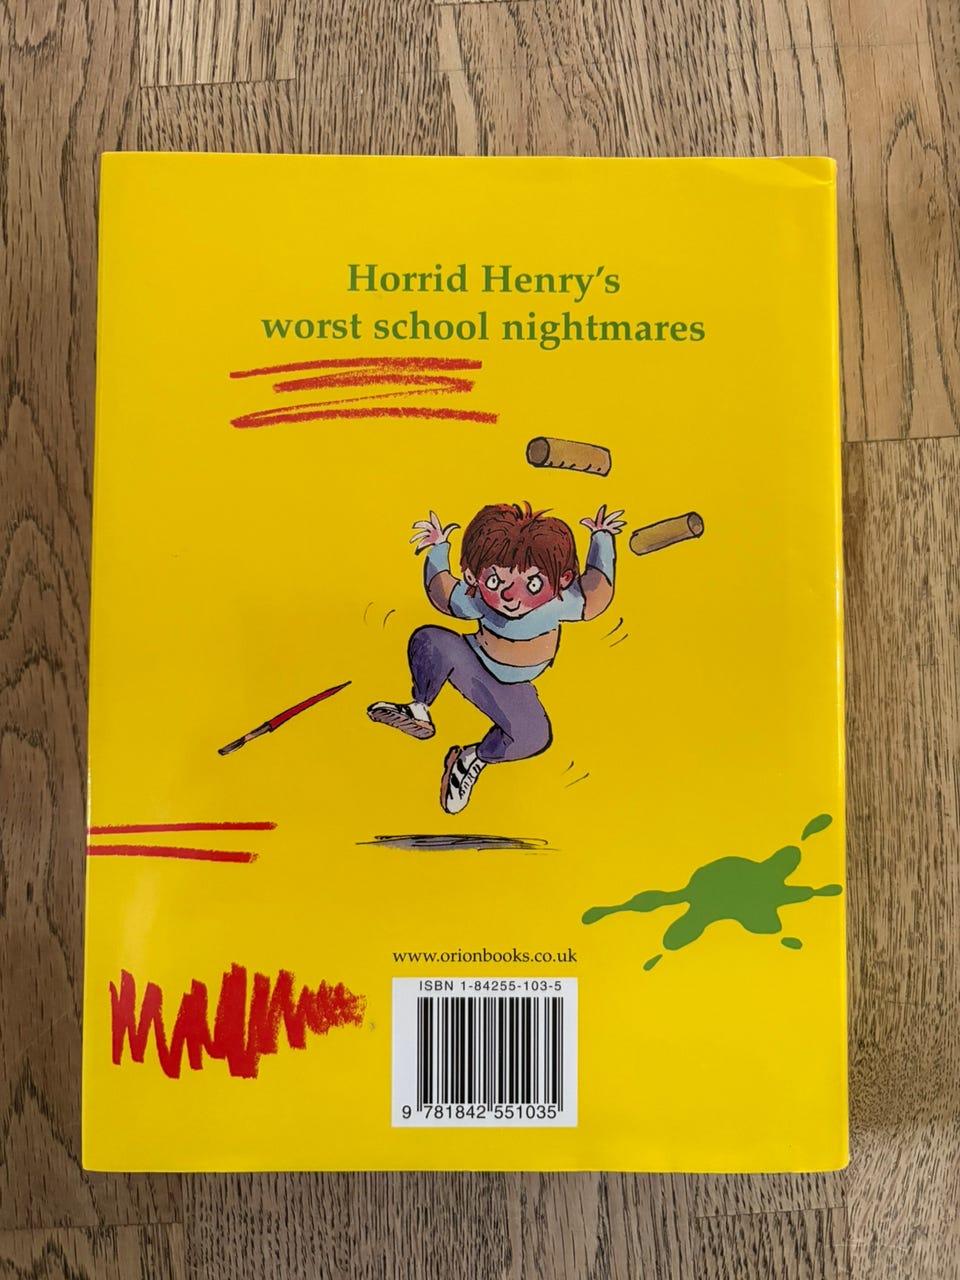 Horrid Henry's
worst school nightmares
www.orionbooks.co.uk
ISBN 1-84255-103-5
9 781842 551035